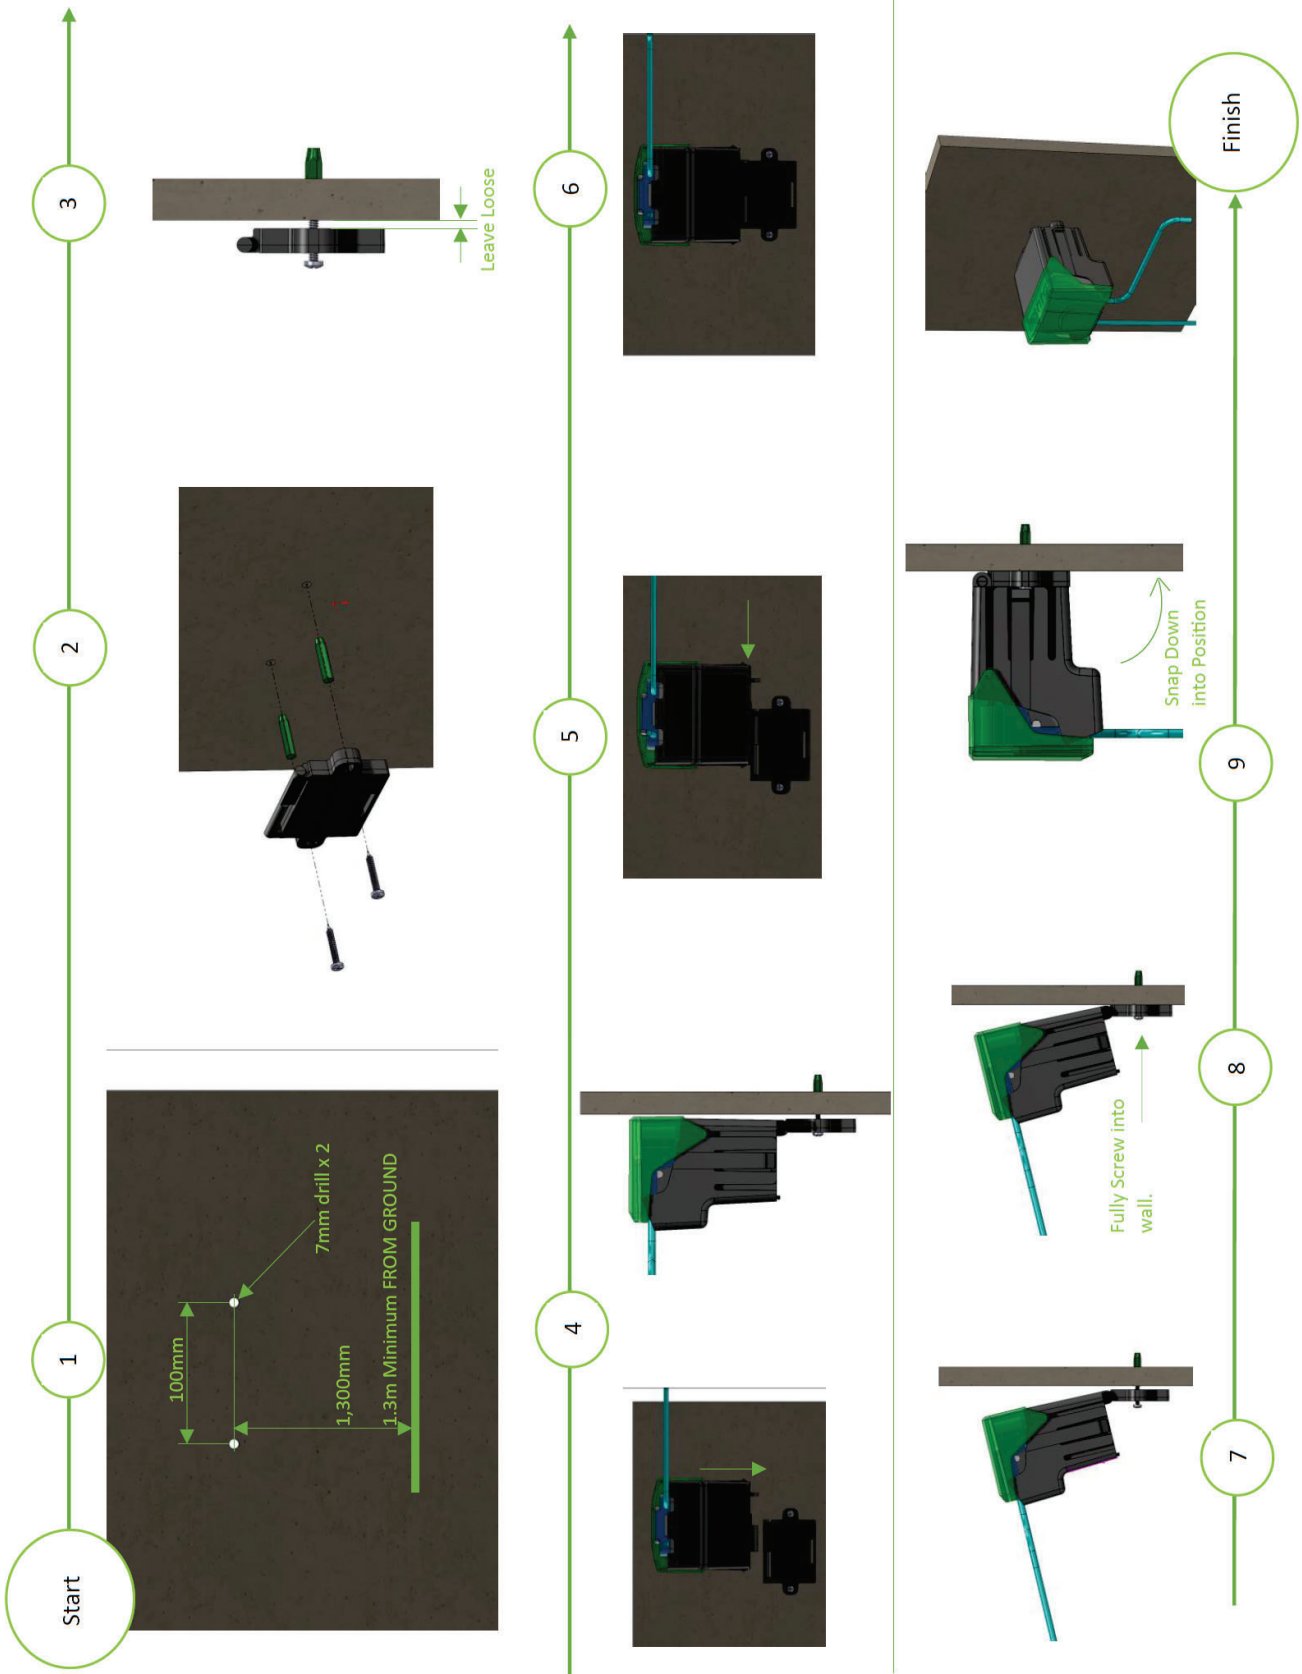 Start
1
2
3
100mm
7mm drill x 2
1,300mm
1.3m Minimum FROM GROUND
Leave Loose
4
5
6
7
8
9
Fully Screw into
wall.
Snap Down
into Position
Finish